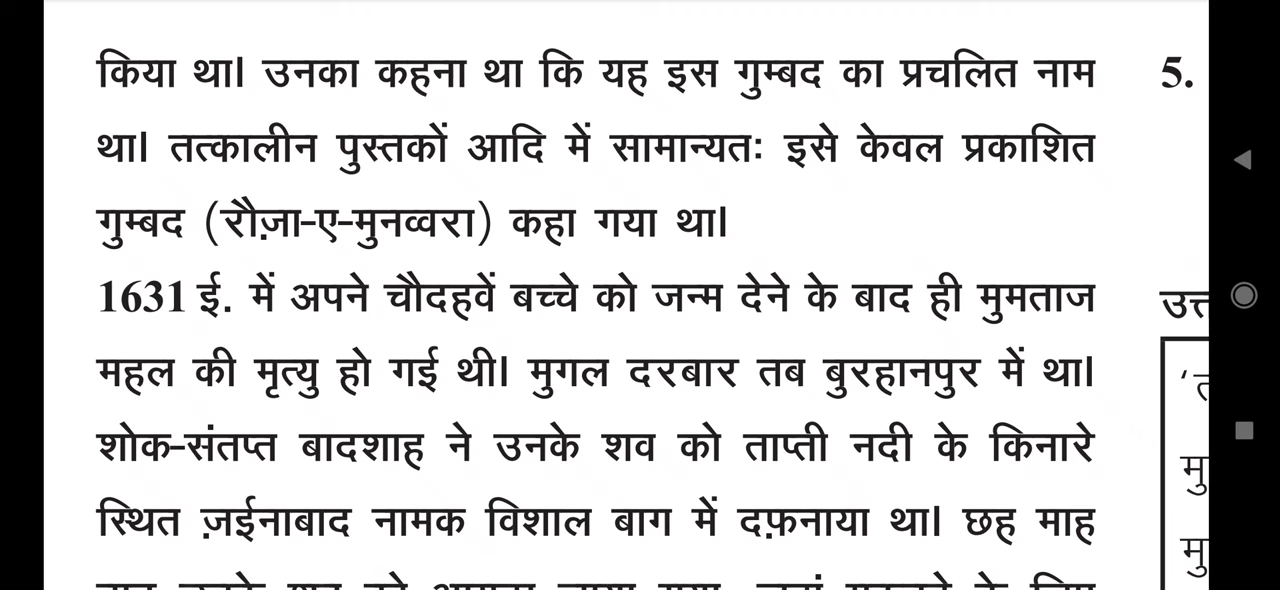 किया था। उनका कहना था कि यह इस गुम्बद का प्रचलित नाम
था। तत्कालीन पुस्तकों आदि में सामान्यतः इसे केवल प्रकाशित
गुम्बद (रौज़ा-ए-मुनव्वरा) कहा गया था।
1631 ई. में अपने चौदहवें बच्चे को जन्म देने के बाद ही मुमताज
महल की मृत्यु हो गई थी। मुगल दरबार तब बुरहानपुर में था।
शोक-संतप्त बादशाह ने उनके शव को ताप्ती नदी के किनारे
स्थित ज़ईनाबाद नामक विशाल बाग में दफ़नाया था। छह माह
5.